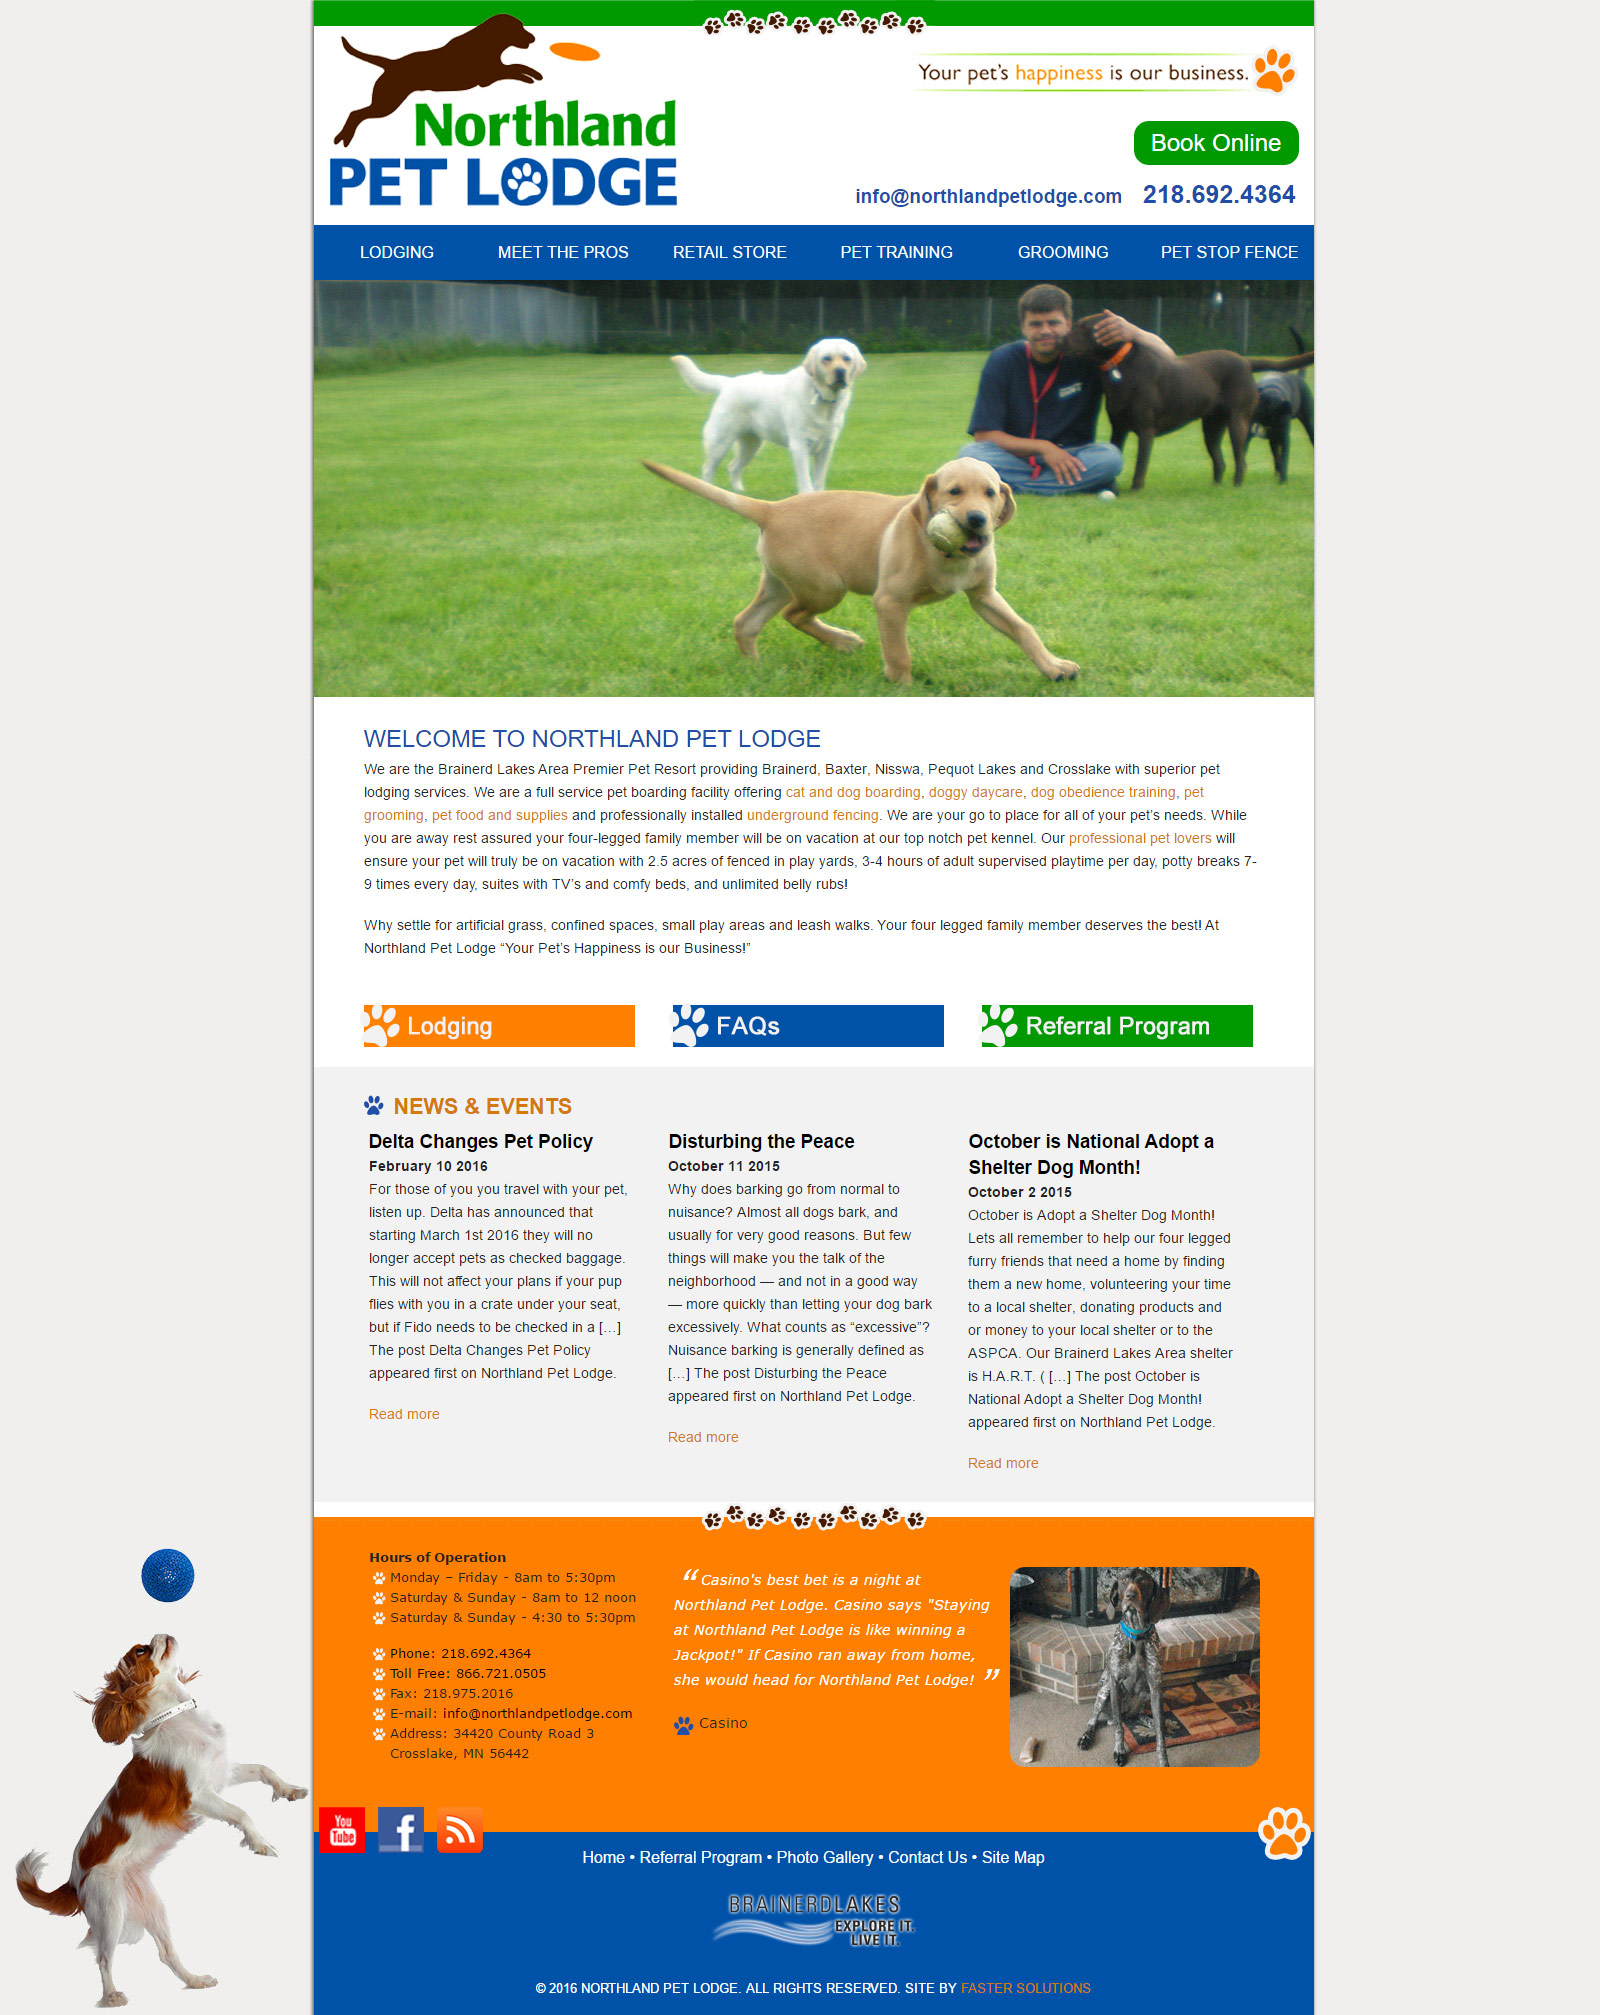 Northland
PET LODGE
Your pet's happiness is our business.
Book Online
info@northlandpetlodge.com 218.692.4364
LODGING MEET THE PROS RETAIL STORE PET TRAINING GROOMING PET STOP FENCE
WELCOME TO NORTHLAND PET LODGE
We are the Brainerd Lakes Area Premier Pet Resort providing Brainerd, Baxter, Nisswa, Pequot Lakes and Crosslake with superior pet
lodging services. We are a full service pet boarding facility offering cat and dog boarding, doggy daycare, dog obedience training, pet
grooming, pet food and supplies and professionally installed underground fencing. We are your go to place for all of your pet's needs. While
you are away rest assured your four-legged family member will be on vacation at our top notch pet kennel. Our professional pet lovers will
ensure your pet will truly be on vacation with 2.5 acres of fenced in play yards, 3-4 hours of adult supervised playtime per day, potty breaks 7-
9 times every day, suites with TV's and comfy beds, and unlimited belly rubs!
Why settle for artificial grass, confined spaces, small play areas and leash walks. Your four legged family member deserves the best! At
Northland Pet Lodge “Your Pet's Happiness is our Business!”
Lodging
FAQs
Referral Program
NEWS & EVENTS
Delta Changes Pet Policy
February 10 2016
For those of you you travel with your pet,
listen up. Delta has announced that
starting March 1st 2016 they will no
longer accept pets as checked baggage.
This will not affect your plans if your pup
flies with you in a crate under your seat,
but if Fido needs to be checked in a […]
The post Delta Changes Pet Policy
appeared first on Northland Pet Lodge.
Read more
Disturbing the Peace
October 11 2015
Why does barking go from normal to
nuisance? Almost all dogs bark, and
usually for very good reasons. But few
things will make you the talk of the
neighborhood — and not in a good way
— more quickly than letting your dog bark
excessively. What counts as “excessive”?
Nuisance barking is generally defined as
[…] The post Disturbing the Peace
appeared first on Northland Pet Lodge.
Read more
October is National Adopt a
Shelter Dog Month!
October 2 2015
October is Adopt a Shelter Dog Month!
Lets all remember to help our four legged
furry friends that need a home by finding
them a new home, volunteering your time
to a local shelter, donating products and
or money to your local shelter or to the
ASPCA. Our Brainerd Lakes Area shelter
is H.A.R.T. ( […] The post October is
National Adopt a Shelter Dog Month!
appeared first on Northland Pet Lodge.
Read more
Hours of Operation
Monday – Friday - 8am to 5:30pm
Saturday & Sunday - 8am to 12 noon
Saturday & Sunday - 4:30 to 5:30pm
Phone: 218.692.4364
Toll Free: 866.721.0505
Fax: 218.975.2016
E-mail: info@northlandpetlodge.com
Address: 34420 County Road 3
Crosslake, MN 56442
“Casino's best bet is a night at
Northland Pet Lodge. Casino says "Staying
at Northland Pet Lodge is like winning a
Jackpot!" If Casino ran away from home,
she would head for Northland Pet Lodge! ”
Casino
You
Tube
f
Home • Referral Program • Photo Gallery • Contact Us • Site Map
BRAINERDLAKES
EXPLORE IT.
LIVE IT.
© 2016 NORTHLAND PET LODGE. ALL RIGHTS RESERVED. SITE BY FASTER SOLUTIONS